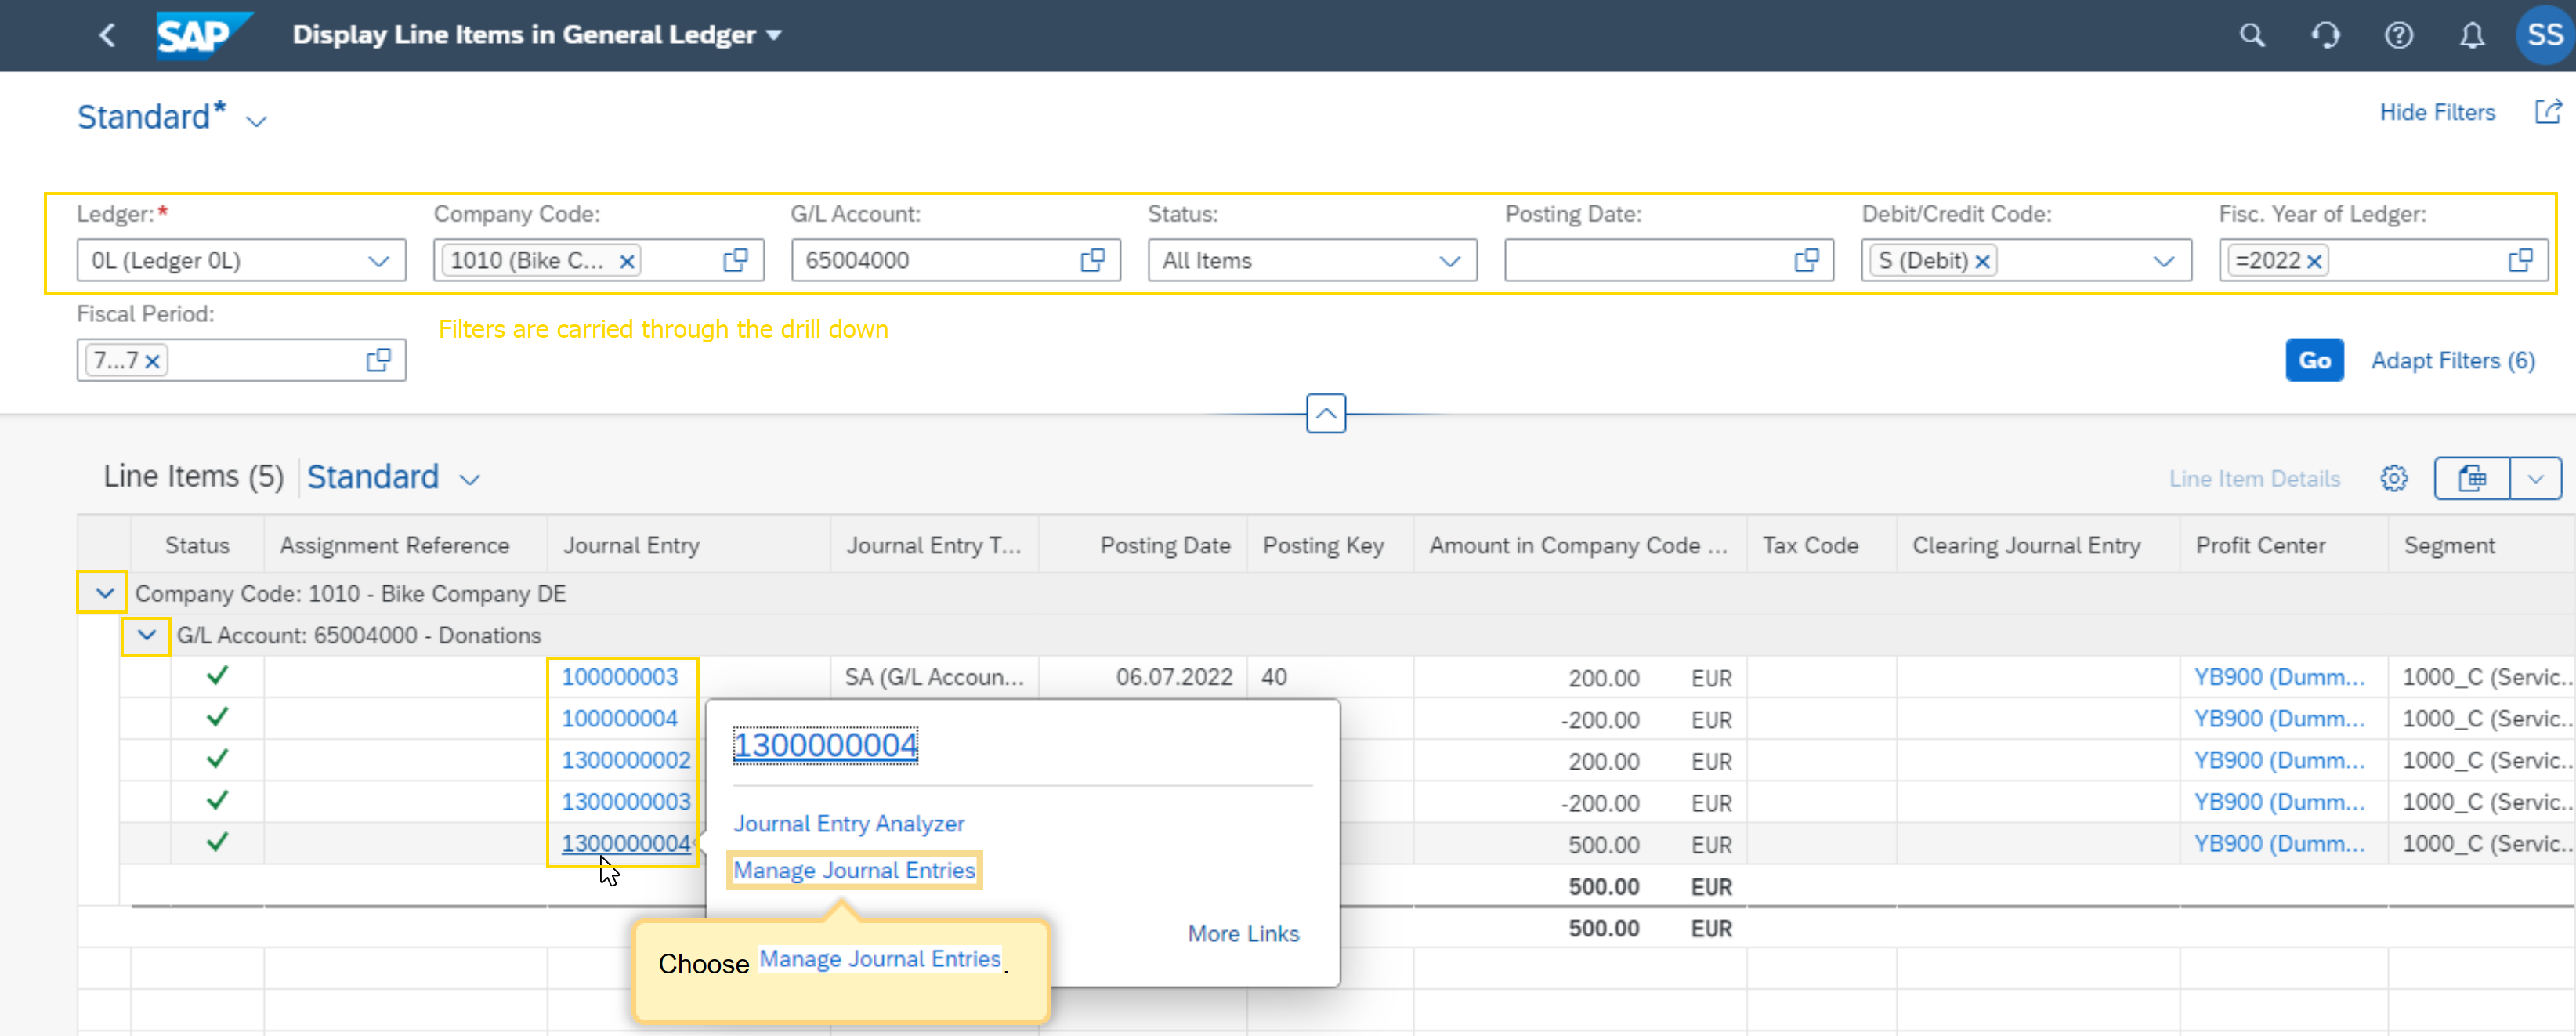 SAP Display Line Items in General Ledger SS
Standard* Hide Filters
Ledger:* Company Code: G/L Account: Status: Posting Date: Debit/Credit Code: Fisc. Year of Ledger:
0L (Ledger 0L) 1010 (Bike C... 65004000 All Items S (Debit) =2022
Fiscal Period:
Filters are carried through the drill down
7...7 Go Adapt Filters (6)
Line Items (5) Standard Line Item Details
Status Assignment Reference Journal Entry Journal Entry T... Posting Date Posting Key Amount in Company Code ... Tax Code Clearing Journal Entry Profit Center Segment
Company Code: 1010 - Bike Company DE
G/L Account: 65004000 - Donations
100000003 SA (G/L Accoun... 06.07.2022 40 200.00 EUR YB900 (Dumm... 1000_C (Servic..
100000004 -200.00 EUR YB900 (Dumm... 1000_C (Servic..
1300000002 200.00 EUR YB900 (Dumm... 1000_C (Servic..
1300000003 -200.00 EUR YB900 (Dumm... 1000_C (Servic..
1300000004 500.00 EUR YB900 (Dumm... 1000_C (Servic..
500.00 EUR
500.00 EUR
1300000004
Journal Entry Analyzer
Manage Journal Entries
More Links
Choose Manage Journal Entries.